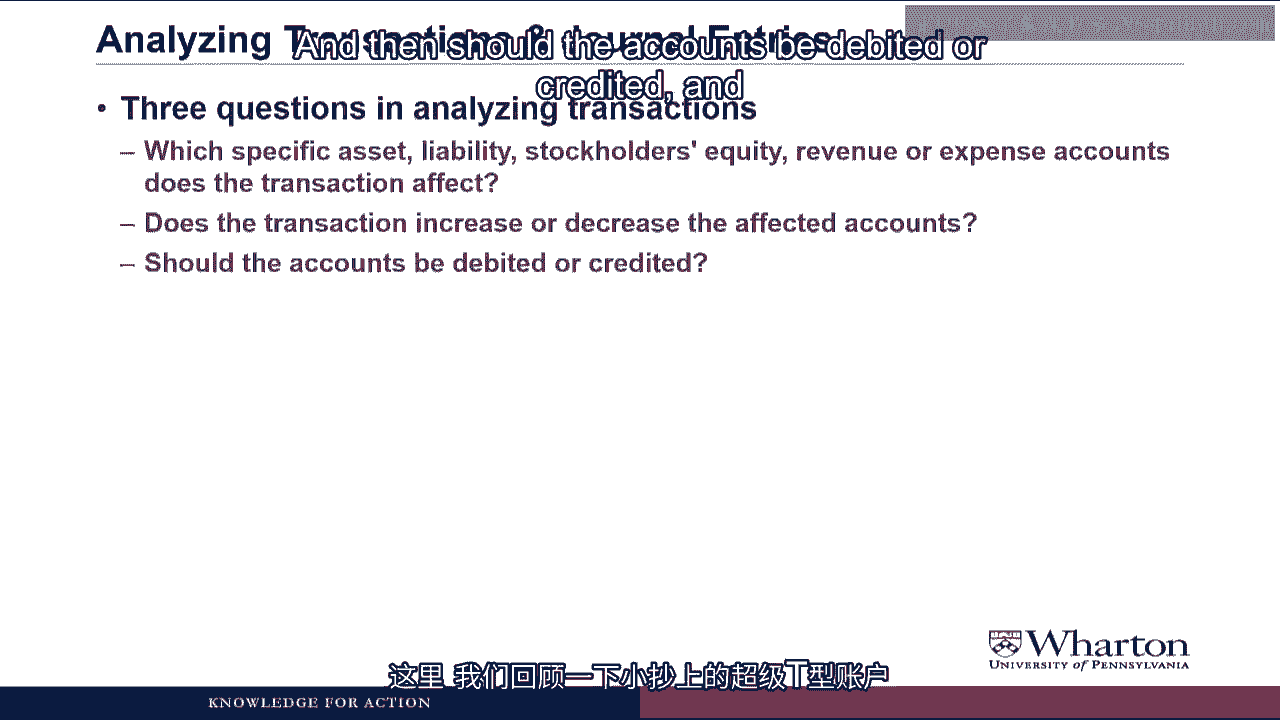 Analyzing Transactions & Journal Entries
And then should the accounts be debited or
credited, and
• Three questions in analyzing transactions
– Which specific asset, liability, stockholders' equity, revenue or expense accounts
does the transaction affect?
– Does the transaction increase or decrease the affected accounts?
– Should the accounts be debited or credited?
Wharton
UNIVERSITY of PENNSYLVANIA
这里 我们回顾一下小抄上的超级T型账户
KNOWLEDGE FOR ACTION